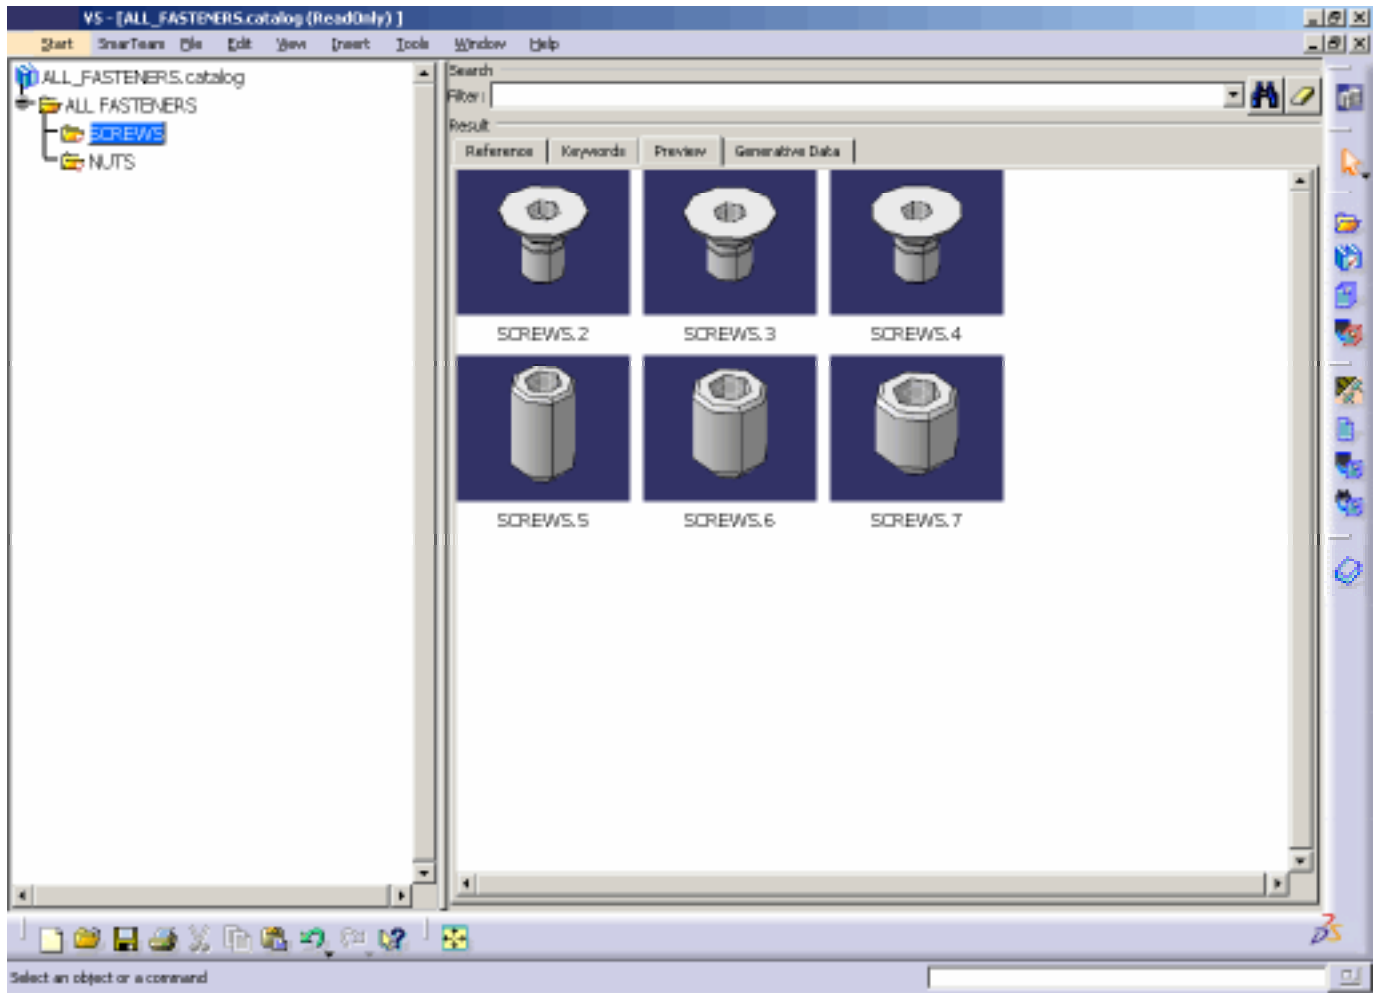 V5 - [ALL_FASTENERS.catalog (ReadOnly) ]
Start SmarTeam File Edit View Insert Tools Window Help
ALL_FASTENERS.catalog
ALL FASTENERS
SCREWS
NUTS
Search
Filter:
Result
Reference Keywords Preview Generative Data
SCREWS.2 SCREWS.3 SCREWS.4
SCREWS.5 SCREWS.6 SCREWS.7
Select an object or a command